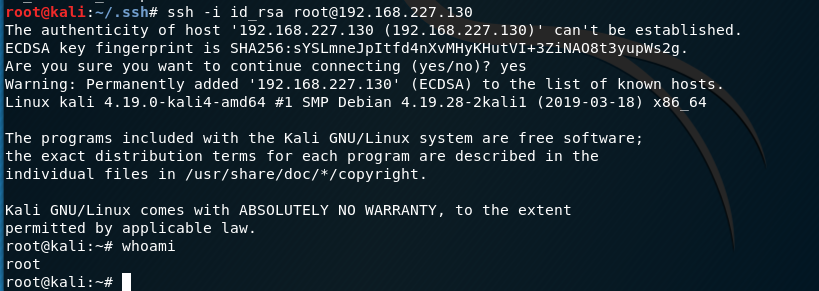 root@kali:~/.ssh# ssh -i id_rsa root@192.168.227.130
The authenticity of host '192.168.227.130 (192.168.227.130)' can't be established.
ECDSA key fingerprint is SHA256:sYSLmneJpItfd4nXvMHyKHutVI+3ZiNAO8t3yupWs2g.
Are you sure you want to continue connecting (yes/no)? yes
Warning: Permanently added '192.168.227.130' (ECDSA) to the list of known hosts.
Linux kali 4.19.0-kali4-amd64 #1 SMP Debian 4.19.28-2kali1 (2019-03-18) x86_64
The programs included with the Kali GNU/Linux system are free software;
the exact distribution terms for each program are described in the
individual files in /usr/share/doc/*/copyright.
Kali GNU/Linux comes with ABSOLUTELY NO WARRANTY, to the extent
permitted by applicable law.
root@kali:~# whoami
root
root@kali:~#